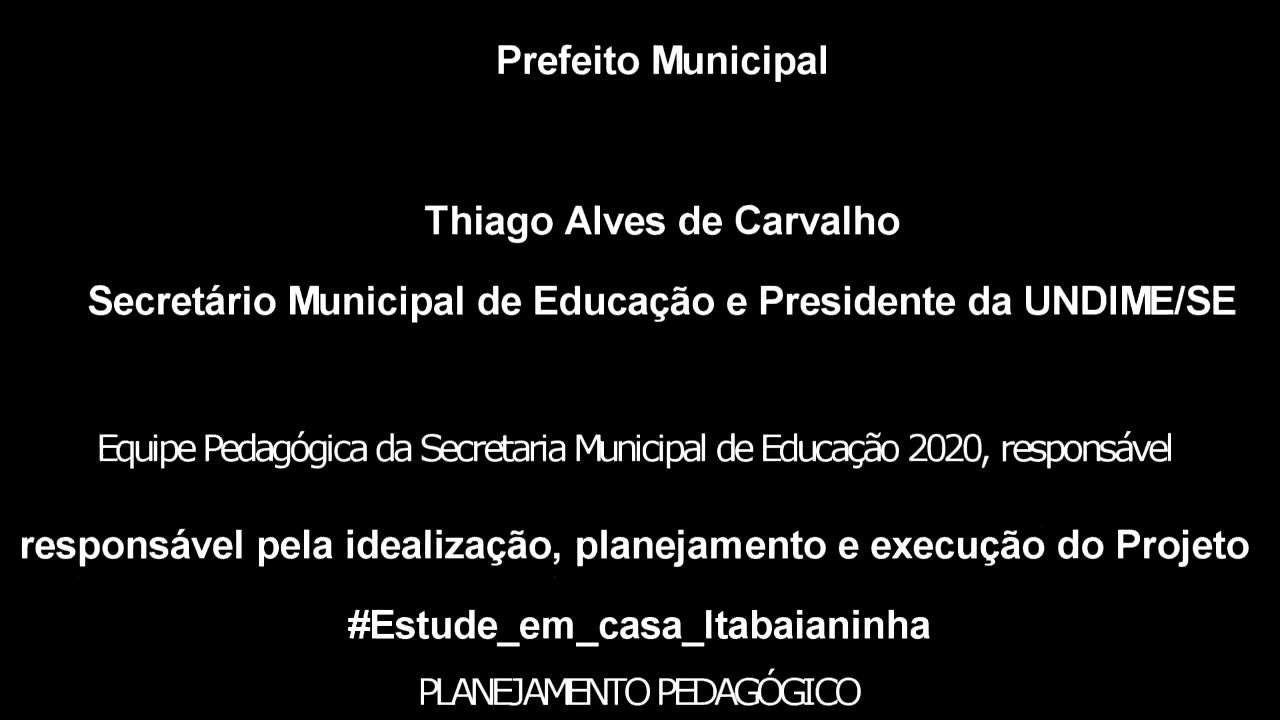 Prefeito Municipal
Thiago Alves de Carvalho
Secretário Municipal de Educação e Presidente da UNDIME/SE
Equipe Pedagógica da Secretaria Municipal de Educação 2020, responsável
responsável pela idealização, planejamento e execução do Projeto
#Estude_em_casa_Itabaianinha
PLANEJAMENTO PEDAGÓGICO